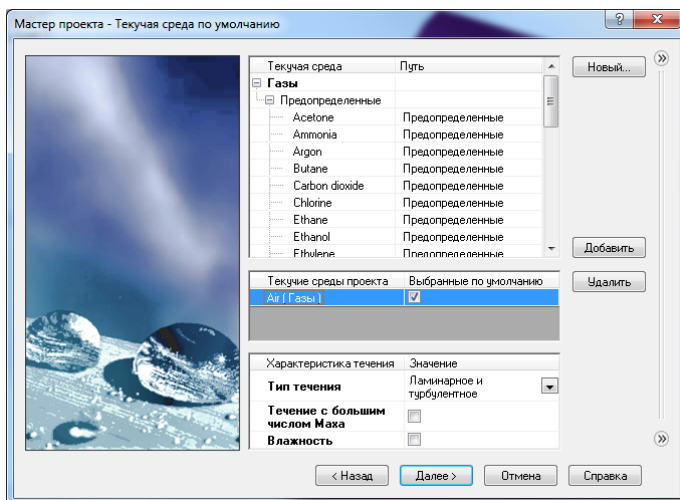 Мастер проекта - Текучая среда по умолчанию
Текучая среда Путь
Новый...
Газы
Предопределенные
Acetone Предопределенные
Ammonia Предопределенные
Argon Предопределенные
Butane Предопределенные
Carbon dioxide Предопределенные
Chlorine Предопределенные
Ethane Предопределенные
Ethanol Предопределенные
Ethylene Предопределенные
Добавить
Текучие среды проекта Выбранные по умолчанию
Удалить
Air ( Газы )
Характеристика течения Значение
Тип течения Ламинарное и
турбулентное
Течение с большим
числом Маха
Влажность
< Назад Далее > Отмена Справка